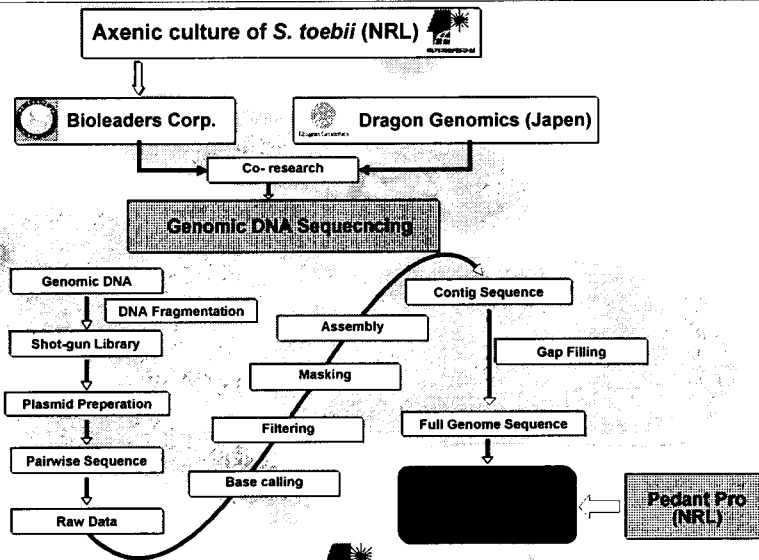 Axenic culture of S. toebii (NRL)
Bioleaders Corp.
Dragon Genomics
Dragon Genomics (Japen)
Co- research
Genomic DNA Sequecncing
Genomic DNA
DNA Fragmentation
Shot-gun Library
Plasmid Preperation
Pairwise Sequence
Raw Data
Base calling
Filtering
Masking
Assembly
Contig Sequence
Gap Filling
Full Genome Sequence
Pedant Pro
(NRL)